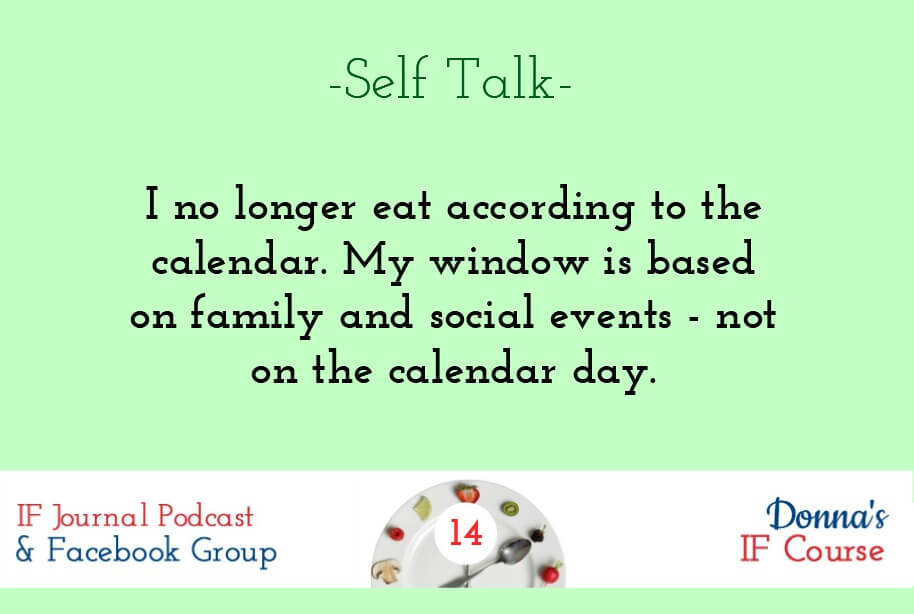 -Self Talk-
I no longer eat according to the
calendar. My window is based
on family and social events - not
on the calendar day.
IF Journal Podcast
& Facebook Group
14
Donna's
IF Course